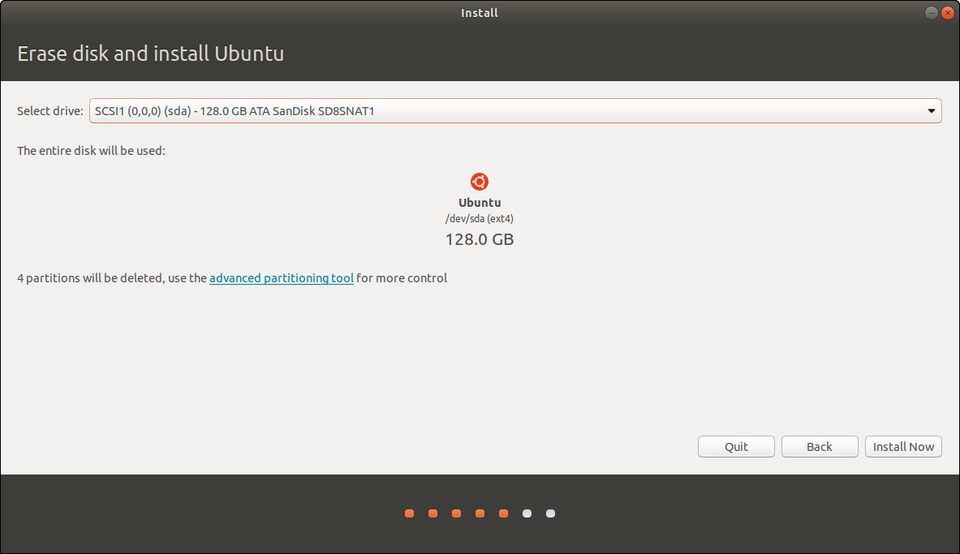 Install
Erase disk and install Ubuntu
Select drive: SCSI1 (0,0,0) (sda) - 128.0 GB ATA SanDisk SD8SNAT1
The entire disk will be used:
Ubuntu
/dev/sda (ext4)
128.0 GB
4 partitions will be deleted, use the advanced partitioning tool for more control
Quit Back Install Now